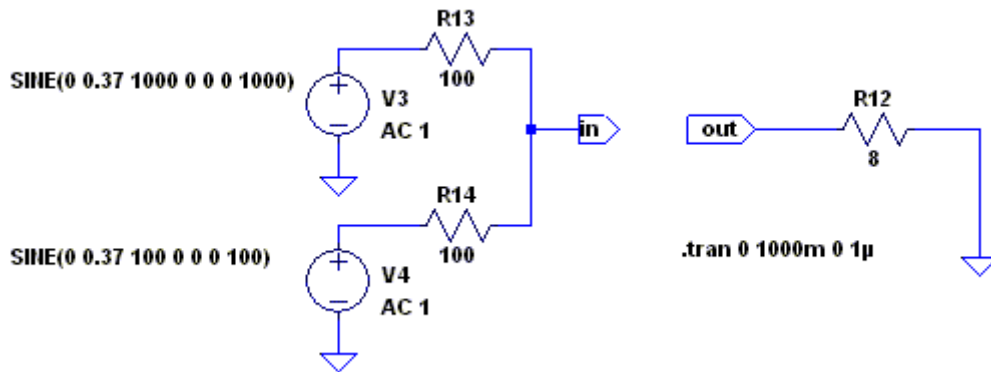 R13
100
SINE(0 0.37 1000 0 0 0 1000)
V3
AC 1
in
out
R12
8
R14
100
SINE(0 0.37 100 0 0 0 100)
V4
AC 1
.tran 0 1000m 0 1µ